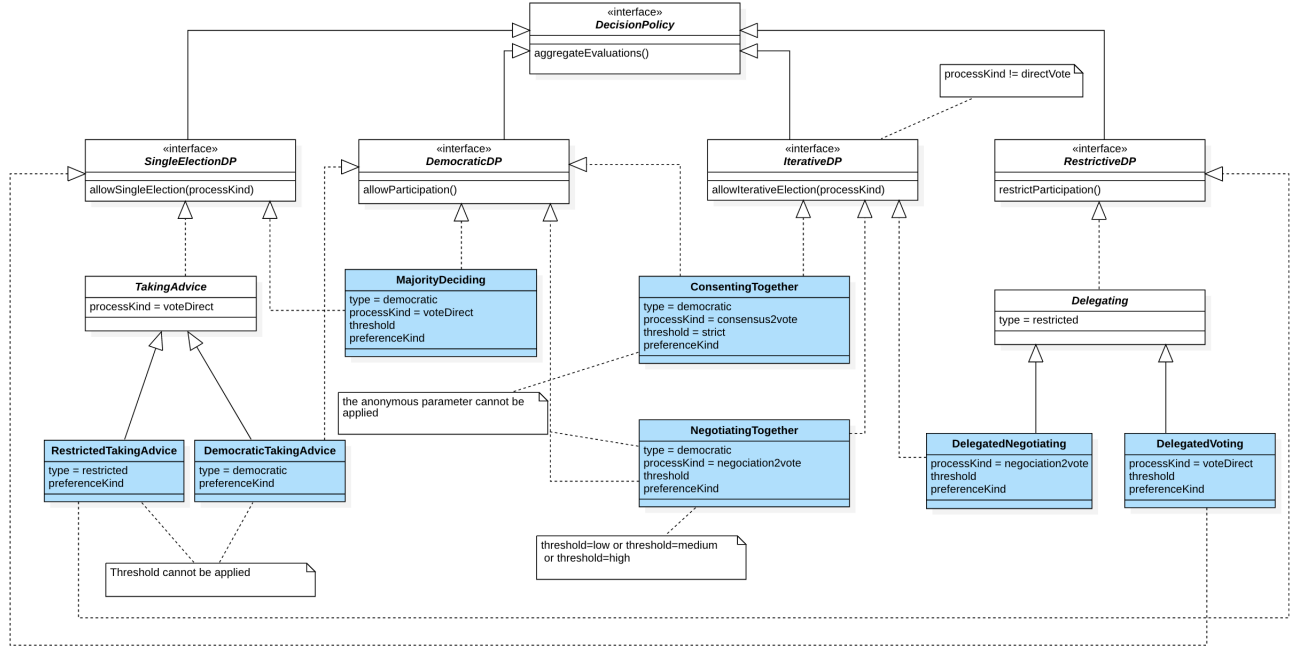 «interface»
DecisionPolicy
aggregateEvaluations()
processKind != directVote
«interface»
SingleElectionDP
allowSingleElection(processKind)
«interface»
DemocraticDP
allowParticipation()
«interface»
IterativeDP
allowIterativeElection(processKind)
«interface»
RestrictiveDP
restrictParticipation()
TakingAdvice
processKind = voteDirect
MajorityDeciding
type = democratic
processKind = voteDirect
threshold
preferenceKind
ConsentingTogether
type = democratic
processKind = consensus2vote
threshold = strict
preferenceKind
Delegating
type = restricted
the anonymous parameter cannot be
applied
RestrictedTakingAdvice
type = restricted
preferenceKind
DemocraticTakingAdvice
type = democratic
preferenceKind
NegotiatingTogether
type = democratic
processKind = negociation2vote
threshold
preferenceKind
DelegatedNegotiating
processKind = negociation2vote
threshold
preferenceKind
DelegatedVoting
processKind = voteDirect
threshold
preferenceKind
threshold=low or threshold=medium
or threshold=high
Threshold cannot be applied